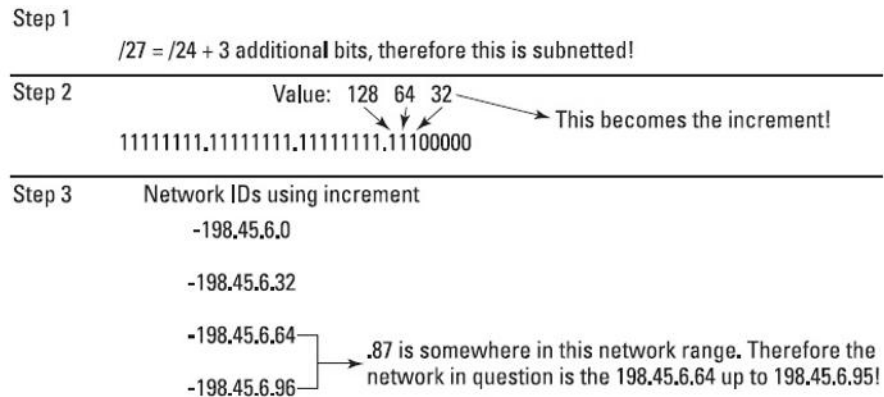 Step 1
/27 = /24 + 3 additional bits, therefore this is subnetted!
Step 2
Value: 128 64 32
This becomes the increment!
11111111.11111111.11111111.11100000
Step 3
Network IDs using increment
-198.45.6.0
-198.45.6.32
-198.45.6.64
.87 is somewhere in this network range. Therefore the
network in question is the 198.45.6.64 up to 198.45.6.95!
-198.45.6.96